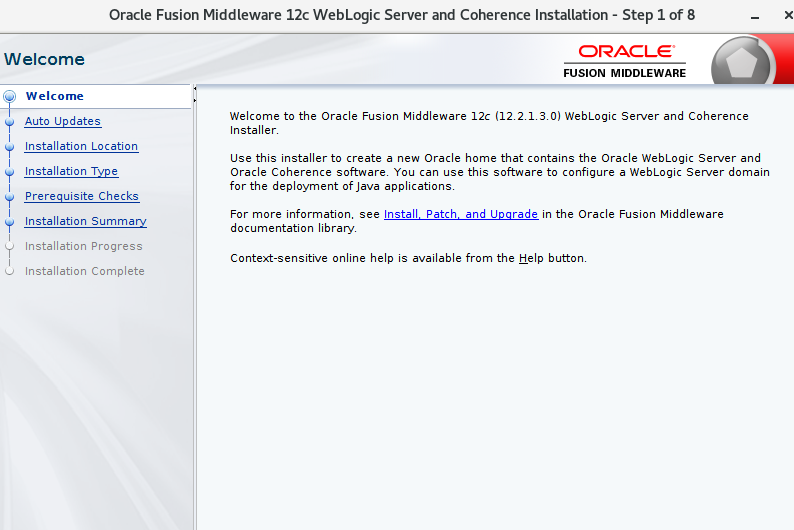 Oracle Fusion Middleware 12c WebLogic Server and Coherence Installation - Step 1 of 8
Welcome
ORACLE
FUSION MIDDLEWARE
Welcome
Auto Updates
Installation Location
Installation Type
Prerequisite Checks
Installation Summary
Installation Progress
Installation Complete
Welcome to the Oracle Fusion Middleware 12c (12.2.1.3.0) WebLogic Server and Coherence
Installer.
Use this installer to create a new Oracle home that contains the Oracle WebLogic Server and
Oracle Coherence software. You can use this software to configure a WebLogic Server domain
for the deployment of Java applications.
For more information, see Install, Patch, and Upgrade in the Oracle Fusion Middleware
documentation library.
Context-sensitive online help is available from the Help button.